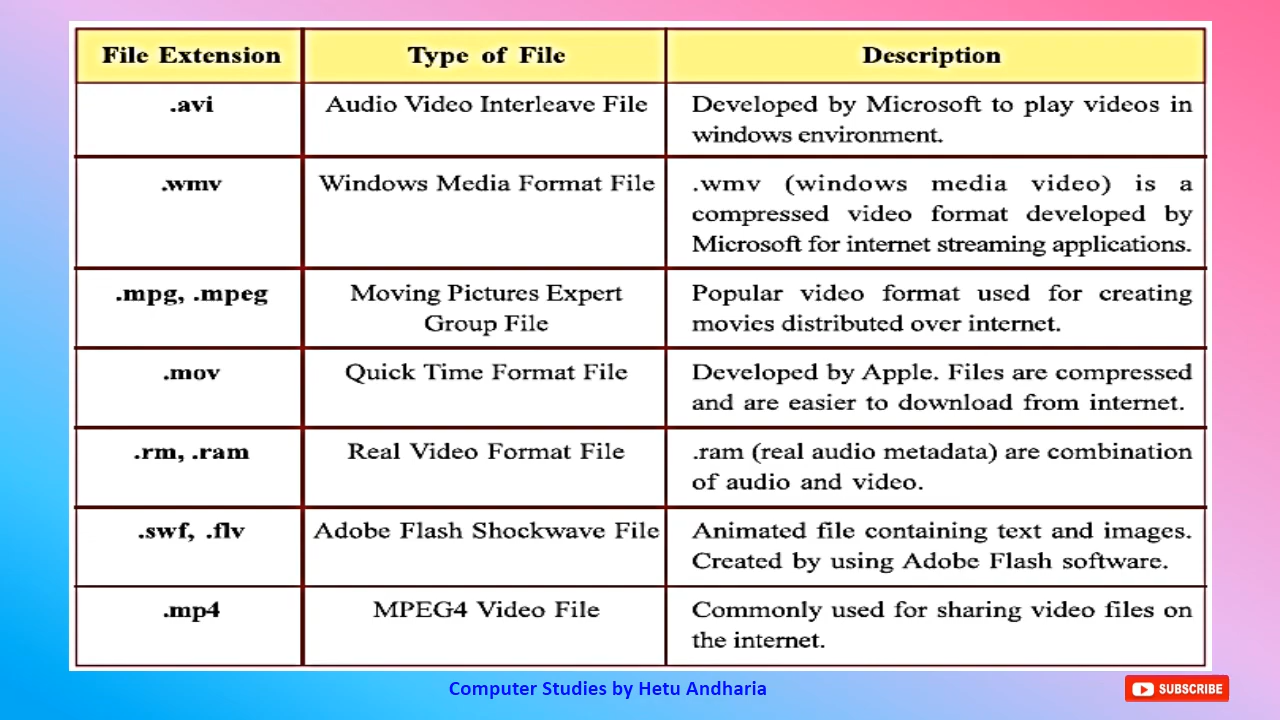 File Extension Type of File Description
.avi Audio Video Interleave File Developed by Microsoft to play videos in
windows environment.
.wmv Windows Media Format File .wmv (windows media video) is a
compressed video format developed by
Microsoft for internet streaming applications.
.mpg, .mpeg Moving Pictures Expert Popular video format used for creating
Group File movies distributed over internet.
.mov Quick Time Format File Developed by Apple. Files are compressed
and are easier to download from internet.
.rm, .ram Real Video Format File .ram (real audio metadata) are combination
of audio and video.
.swf, .flv Adobe Flash Shockwave File Animated file containing text and images.
Created by using Adobe Flash software.
.mp4 MPEG4 Video File Commonly used for sharing video files on
the internet.
Computer Studies by Hetu Andharia
SUBSCRIBE